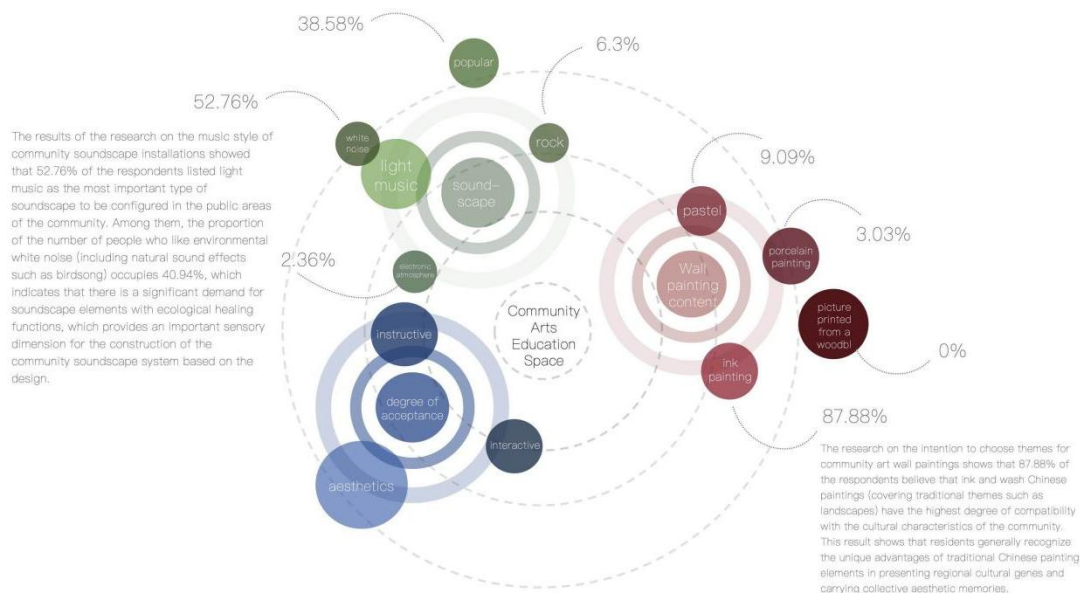 38.58%
6.3%
popular
52.76%
white
noise
rock
light
music
sound-
scape
The results of the research on the music style of
community soundscape installations showed
that 52.76% of the respondents listed light
music as the most important type of
soundscape to be configured in the public areas
of the community. Among them, the proportion
of the number of people who like environmental
white noise (including natural sound effects
such as birdsong) occupies 40.94%, which
indicates that there is a significant demand for
soundscape elements with ecological healing
functions, which provides an important sensory
dimension for the construction of the
community soundscape system based on the
design.
2.36%
electronic
atmosphere
9.09%
pastel
3.03%
porcelain
painting
Wall
painting
content
picture
printed
from a
woodbl
0%
ink
painting
87.88%
Community
Arts
Education
Space
instructive
degree of
acceptance
interactive
aesthetics
The research on the intention to choose themes for
community art wall paintings shows that 87.88% of
the respondents believe that ink and wash Chinese
paintings (covering traditional themes such as
landscapes) have the highest degree of compatibility
with the cultural characteristics of the community.
This result shows that residents generally recognize
the unique advantages of traditional Chinese painting
elements in presenting regional cultural genes and
carrying collective aesthetic memories.